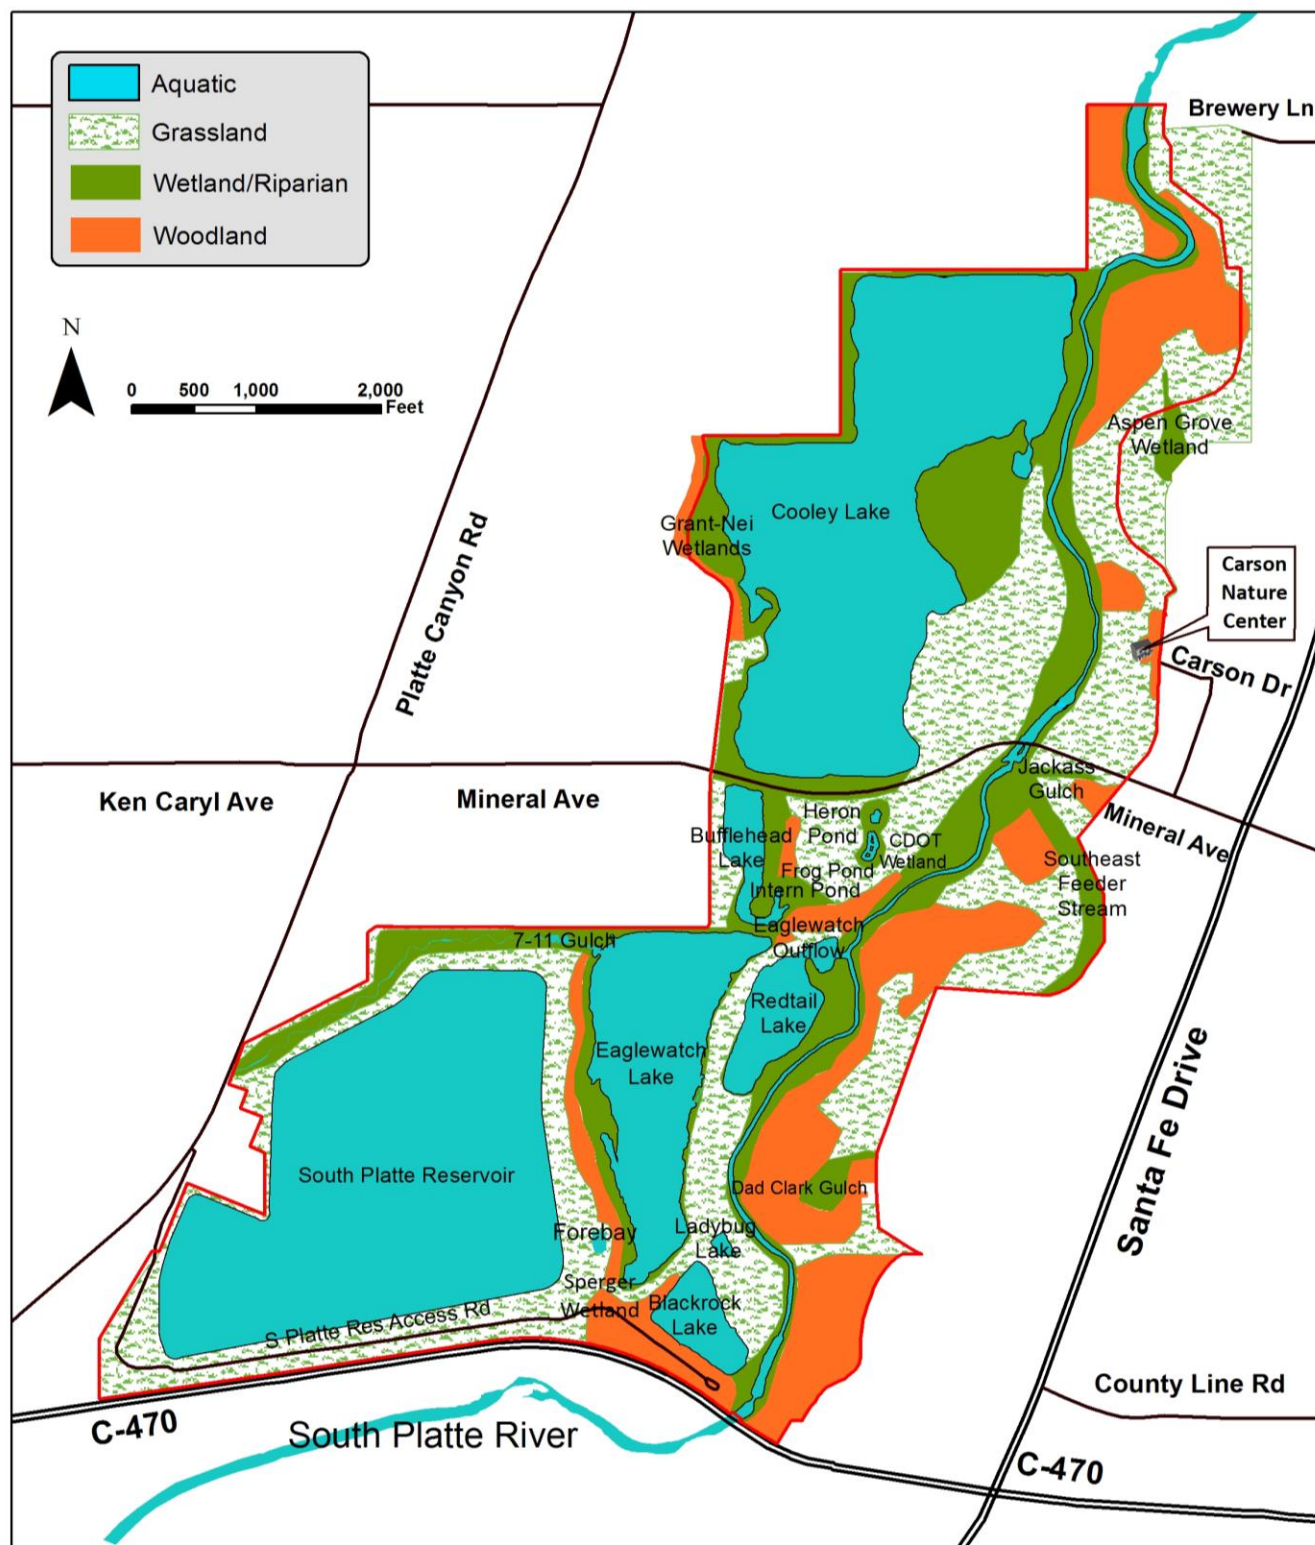 Aquatic
Grassland
Wetland/Riparian
Woodland
N
0 500 1,000 2,000
Feet
Brewery Ln
Aspen Grove
Wetland
Cooley Lake
Grant-Nei
Wetlands
Carson
Nature
Center
Carson Dr
Platte Canyon Rd
Ken Caryl Ave
Mineral Ave
Jackass
Gulch
Mineral Ave
Heron
Pond
Bufflehead
Lake
CDOT
Wetland
Frog Pond
Intern Pond
Southeast
Feeder
Stream
Eaglewatch
Outflow
7-11 Gulch
Redtail
Lake
Eaglewatch
Lake
Santa Fe Drive
South Platte Reservoir
Dad Clark Gulch
Forebay
Ladybug
Lake
Sperger
Wetland
Blackrock
Lake
S Platte Res Access Rd
County Line Rd
C-470
South Platte River
C-470